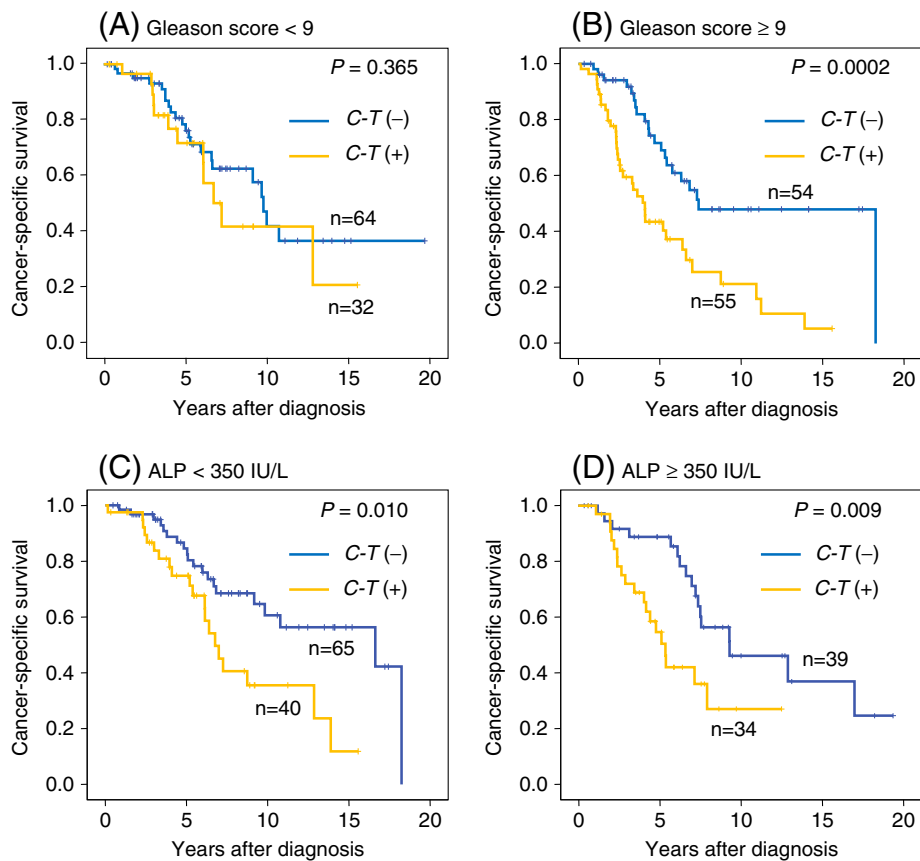 (A) Gleason score < 9
Cancer-specific survival
1.0
0.8
0.6
0.4
0.2
0.0
P = 0.365
C-T (−)
C-T (+)
n=64
n=32
0 5 10 15 20
Years after diagnosis
(B) Gleason score ≥ 9
Cancer-specific survival
1.0
0.8
0.6
0.4
0.2
0.0
P = 0.0002
C-T (−)
C-T (+)
n=54
n=55
0 5 10 15 20
Years after diagnosis
(C) ALP < 350 IU/L
Cancer-specific survival
1.0
0.8
0.6
0.4
0.2
0.0
P = 0.010
C-T (−)
C-T (+)
n=65
n=40
0 5 10 15 20
Years after diagnosis
(D) ALP ≥ 350 IU/L
Cancer-specific survival
1.0
0.8
0.6
0.4
0.2
0.0
P = 0.009
C-T (−)
C-T (+)
n=39
n=34
0 5 10 15 20
Years after diagnosis